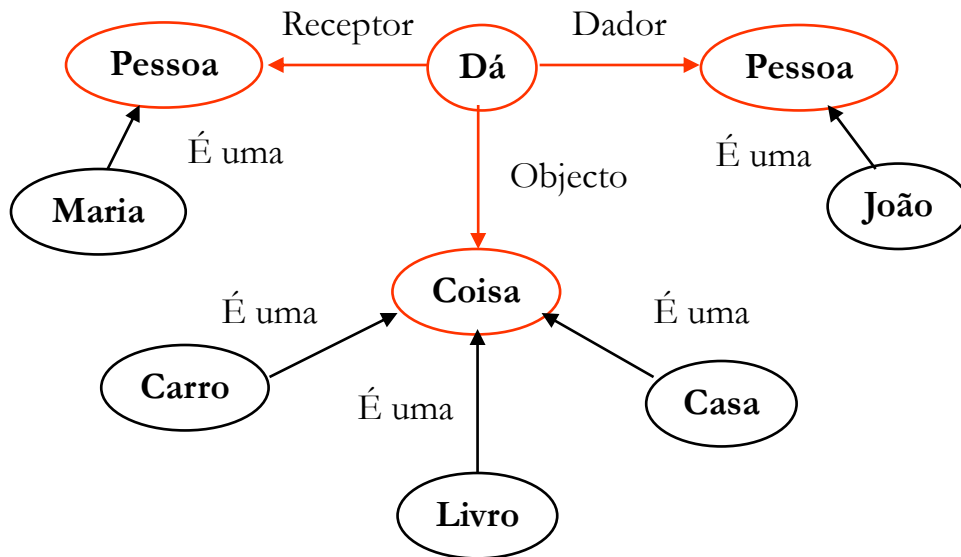 Receptor
Dador
Pessoa
Dá
Pessoa
É uma
É uma
Objecto
Maria
João
Coisa
É uma
É uma
Carro
É uma
Casa
Livro